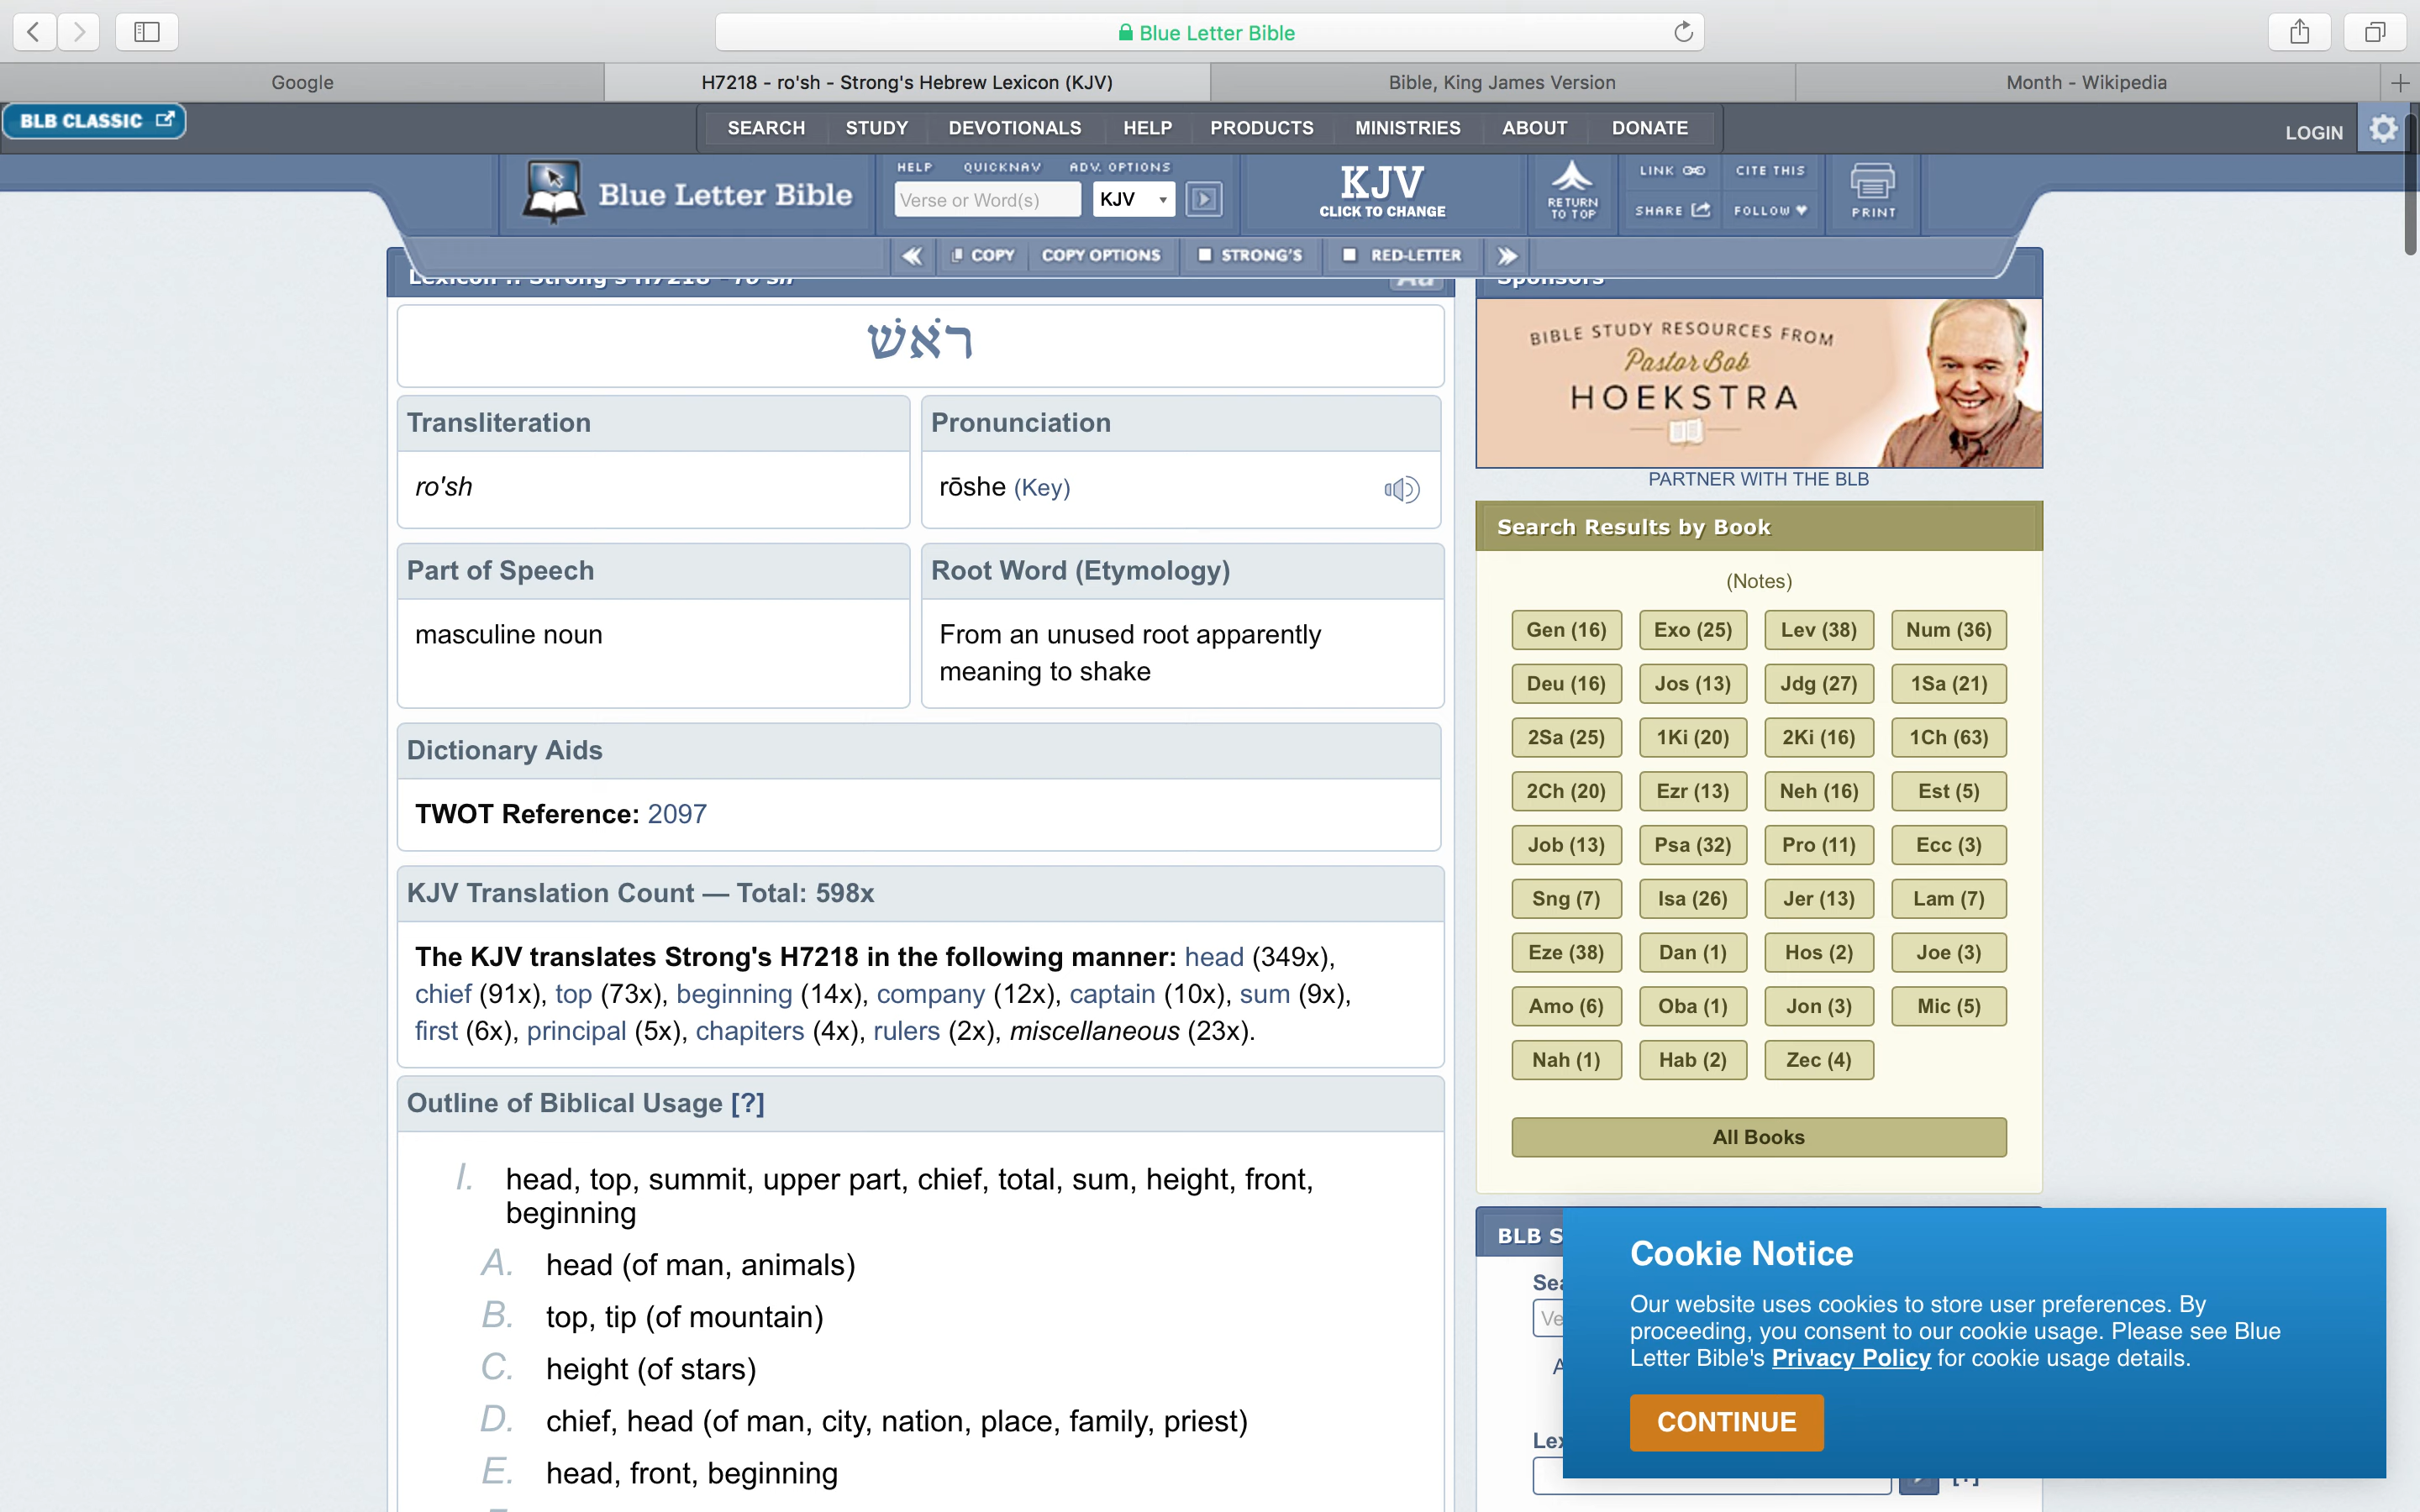 Blue Letter Bible
Google
H7218 - ro'sh - Strong's Hebrew Lexicon (KJV)
Bible, King James Version
Month - Wikipedia
BLB CLASSIC
SEARCH STUDY DEVOTIONALS HELP PRODUCTS MINISTRIES ABOUT DONATE
LOGIN
Blue Letter Bible
HELP QUICKNAV ADV. OPTIONS
Verse or Word(s)
KJV
KJV
CLICK TO CHANGE
RETURN
TO TOP
LINK CITE THIS
SHARE FOLLOW
PRINT
COPY COPY OPTIONS STRONG'S RED-LETTER
Lexicon :: Strong's H7218 - ro'sh
Aa
רֹאשׁ
Transliteration
ro'sh
Pronunciation
rōshe (Key)
Part of Speech
masculine noun
Root Word (Etymology)
From an unused root apparently
meaning to shake
Dictionary Aids
TWOT Reference: 2097
KJV Translation Count — Total: 598x
The KJV translates Strong's H7218 in the following manner: head (349x),
chief (91x), top (73x), beginning (14x), company (12x), captain (10x), sum (9x),
first (6x), principal (5x), chapiters (4x), rulers (2x), miscellaneous (23x).
Outline of Biblical Usage [?]
I. head, top, summit, upper part, chief, total, sum, height, front,
beginning
A. head (of man, animals)
B. top, tip (of mountain)
C. height (of stars)
D. chief, head (of man, city, nation, place, family, priest)
E. head, front, beginning
Sponsors
BIBLE STUDY RESOURCES FROM
Pastor Bob
HOEKSTRA
PARTNER WITH THE BLB
Search Results by Book
(Notes)
Gen (16) Exo (25) Lev (38) Num (36)
Deu (16) Jos (13) Jdg (27) 1Sa (21)
2Sa (25) 1Ki (20) 2Ki (16) 1Ch (63)
2Ch (20) Ezr (13) Neh (16) Est (5)
Job (13) Psa (32) Pro (11) Ecc (3)
Sng (7) Isa (26) Jer (13) Lam (7)
Eze (38) Dan (1) Hos (2) Joe (3)
Amo (6) Oba (1) Jon (3) Mic (5)
Nah (1) Hab (2) Zec (4)
All Books
BLB S
Cookie Notice
Our website uses cookies to store user preferences. By
proceeding, you consent to our cookie usage. Please see Blue
Letter Bible's Privacy Policy for cookie usage details.
CONTINUE